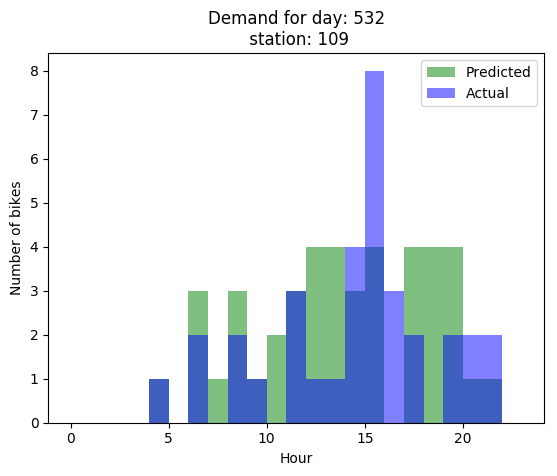 Demand for day: 532
station: 109
Predicted
Actual
Number of bikes
8
7
6
5
4
3
2
1
0
0 5 10 15 20
Hour